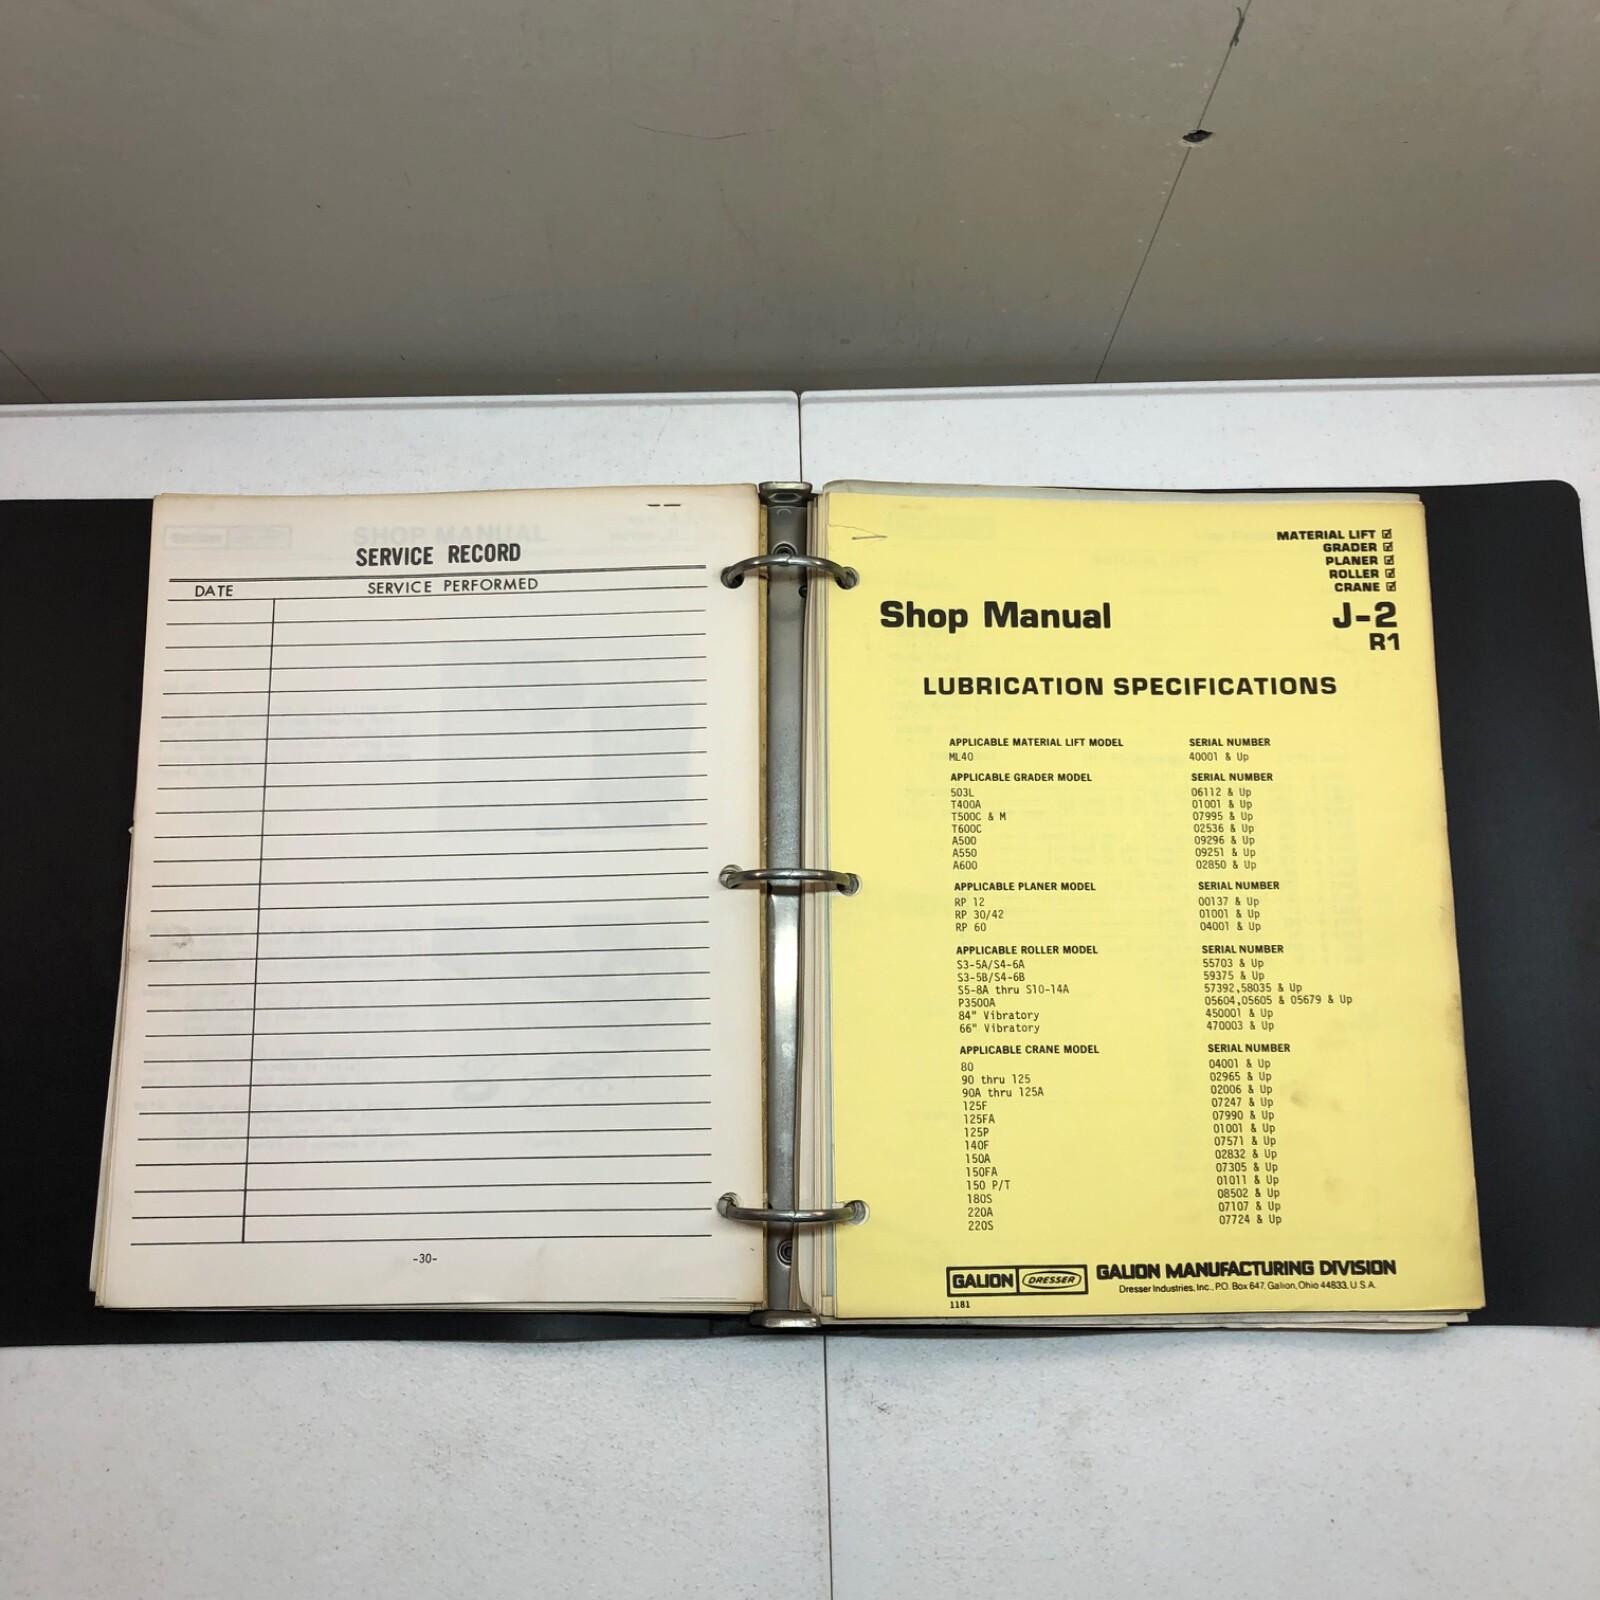 SERVICE RECORD
DATE SERVICE PERFORMED
-30-
MATERIAL LIFT ☑
GRADER ☑
PLANER ☑
ROLLER ☑
CRANE ☑
Shop Manual J-2
R1
LUBRICATION SPECIFICATIONS
APPLICABLE MATERIAL LIFT MODEL SERIAL NUMBER
ML40 40001 & Up
APPLICABLE GRADER MODEL SERIAL NUMBER
503L 06112 & Up
T400A 01001 & Up
T500C & M 07995 & Up
T600C 02536 & Up
A500 09296 & Up
A550 09251 & Up
A600 02850 & Up
APPLICABLE PLANER MODEL SERIAL NUMBER
RP 12 00137 & Up
RP 30/42 01001 & Up
RP 60 04001 & Up
APPLICABLE ROLLER MODEL SERIAL NUMBER
S3-5A/S4-6A 55703 & Up
S3-5B/S4-6B 59375 & Up
S5-8A thru S10-14A 57392,58035 & Up
P3500A 05604,05605 & 05679 & Up
84" Vibratory 450001 & Up
66" Vibratory 470003 & Up
APPLICABLE CRANE MODEL SERIAL NUMBER
80 04001 & Up
90 thru 125 02965 & Up
90A thru 125A 02006 & Up
125F 07247 & Up
125FA 07990 & Up
125P 01001 & Up
140F 07571 & Up
150A 02832 & Up
150FA 07305 & Up
150 P/T 01011 & Up
180S 08502 & Up
220A 07107 & Up
220S 07724 & Up
GALION DRESSER GALION MANUFACTURING DIVISION
Dresser Industries, Inc., P.O. Box 647, Galion, Ohio 44833, U.S.A.
1181